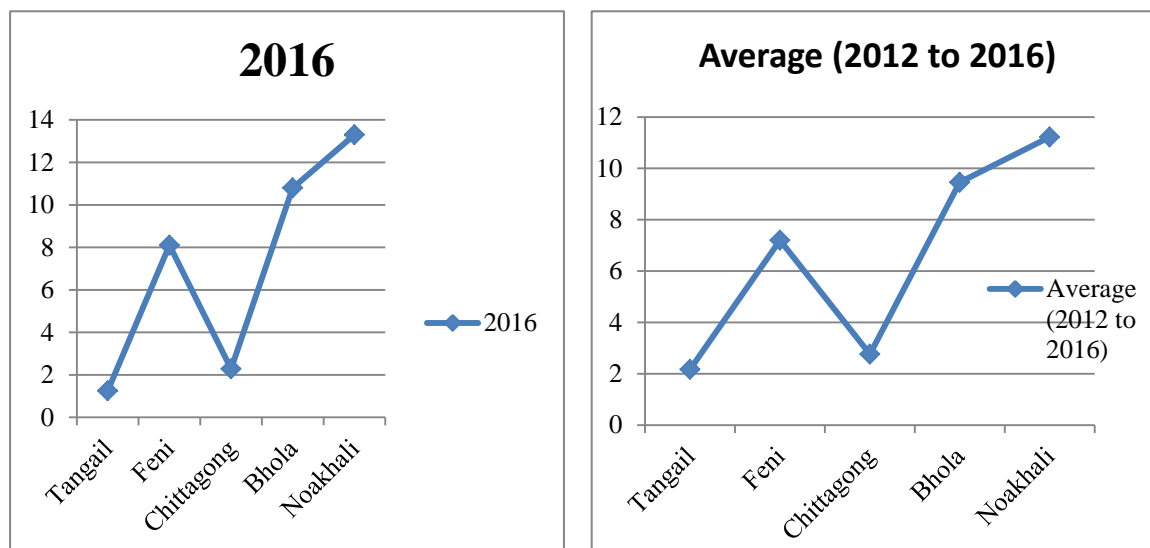 2016
14
12
10
8
6
4
2
0
Tangail
Feni
Chittagong
Bhola
Noakhali
2016
Average (2012 to 2016)
12
10
8
6
4
2
0
Tangail
Feni
Chittagong
Bhola
Noakhali
Average
(2012 to
2016)